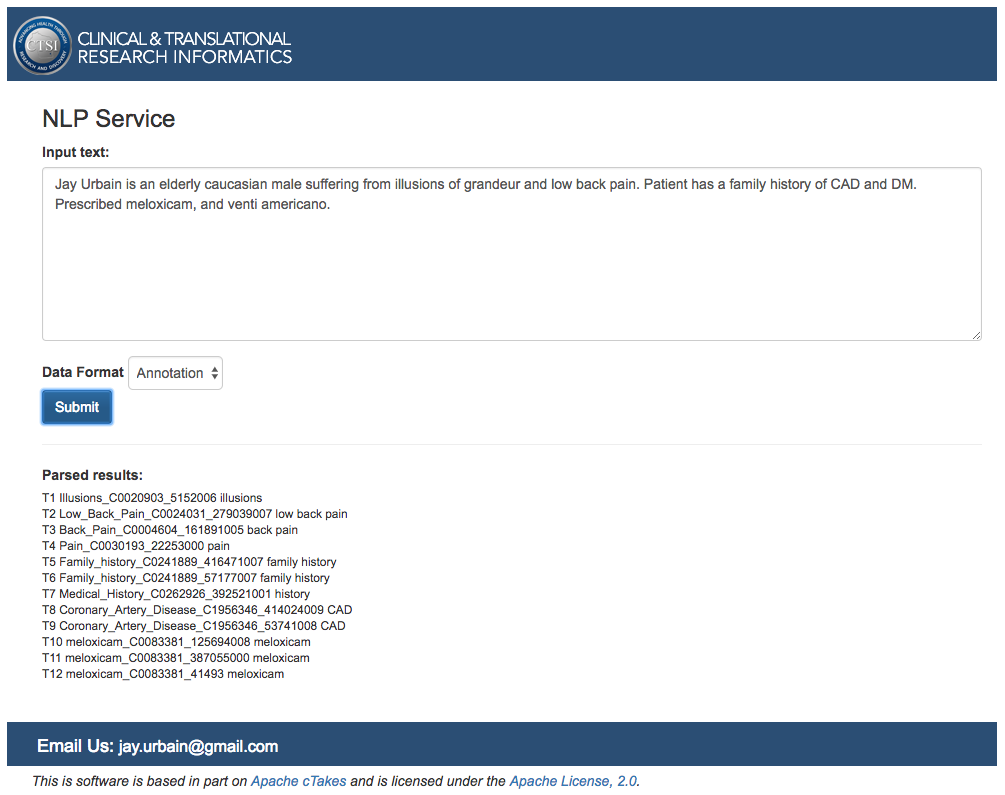 ADVANCING HEALTH THROUGH
CTSI
RESEARCH AND DISCOVERY
CLINICAL & TRANSLATIONAL
RESEARCH INFORMATICS
NLP Service
Input text:
Jay Urbain is an elderly caucasian male suffering from illusions of grandeur and low back pain. Patient has a family history of CAD and DM.
Prescribed meloxicam, and venti americano.
Data Format Annotation
Submit
Parsed results:
T1 Illusions_C0020903_5152006 illusions
T2 Low_Back_Pain_C0024031_279039007 low back pain
T3 Back_Pain_C0004604_161891005 back pain
T4 Pain_C0030193_22253000 pain
T5 Family_history_C0241889_416471007 family history
T6 Family_history_C0241889_57177007 family history
T7 Medical_History_C0262926_392521001 history
T8 Coronary_Artery_Disease_C1956346_414024009 CAD
T9 Coronary_Artery_Disease_C1956346_53741008 CAD
T10 meloxicam_C0083381_125694008 meloxicam
T11 meloxicam_C0083381_387055000 meloxicam
T12 meloxicam_C0083381_41493 meloxicam
Email Us: jay.urbain@gmail.com
This is software is based in part on Apache cTakes and is licensed under the Apache License, 2.0.